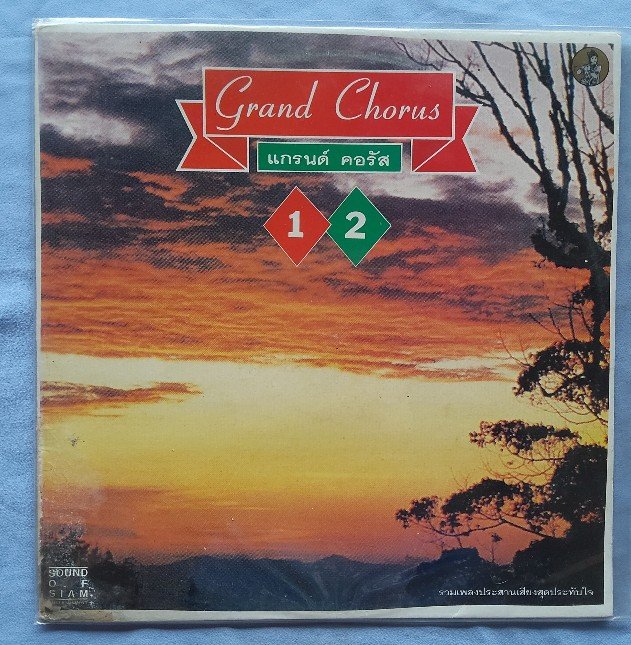 Grand Chorus
แกรนด์ คอรัส
1 2
SOUND
O F
SIAM
รวมเพลงประสานเสียงสุดประทับใจ